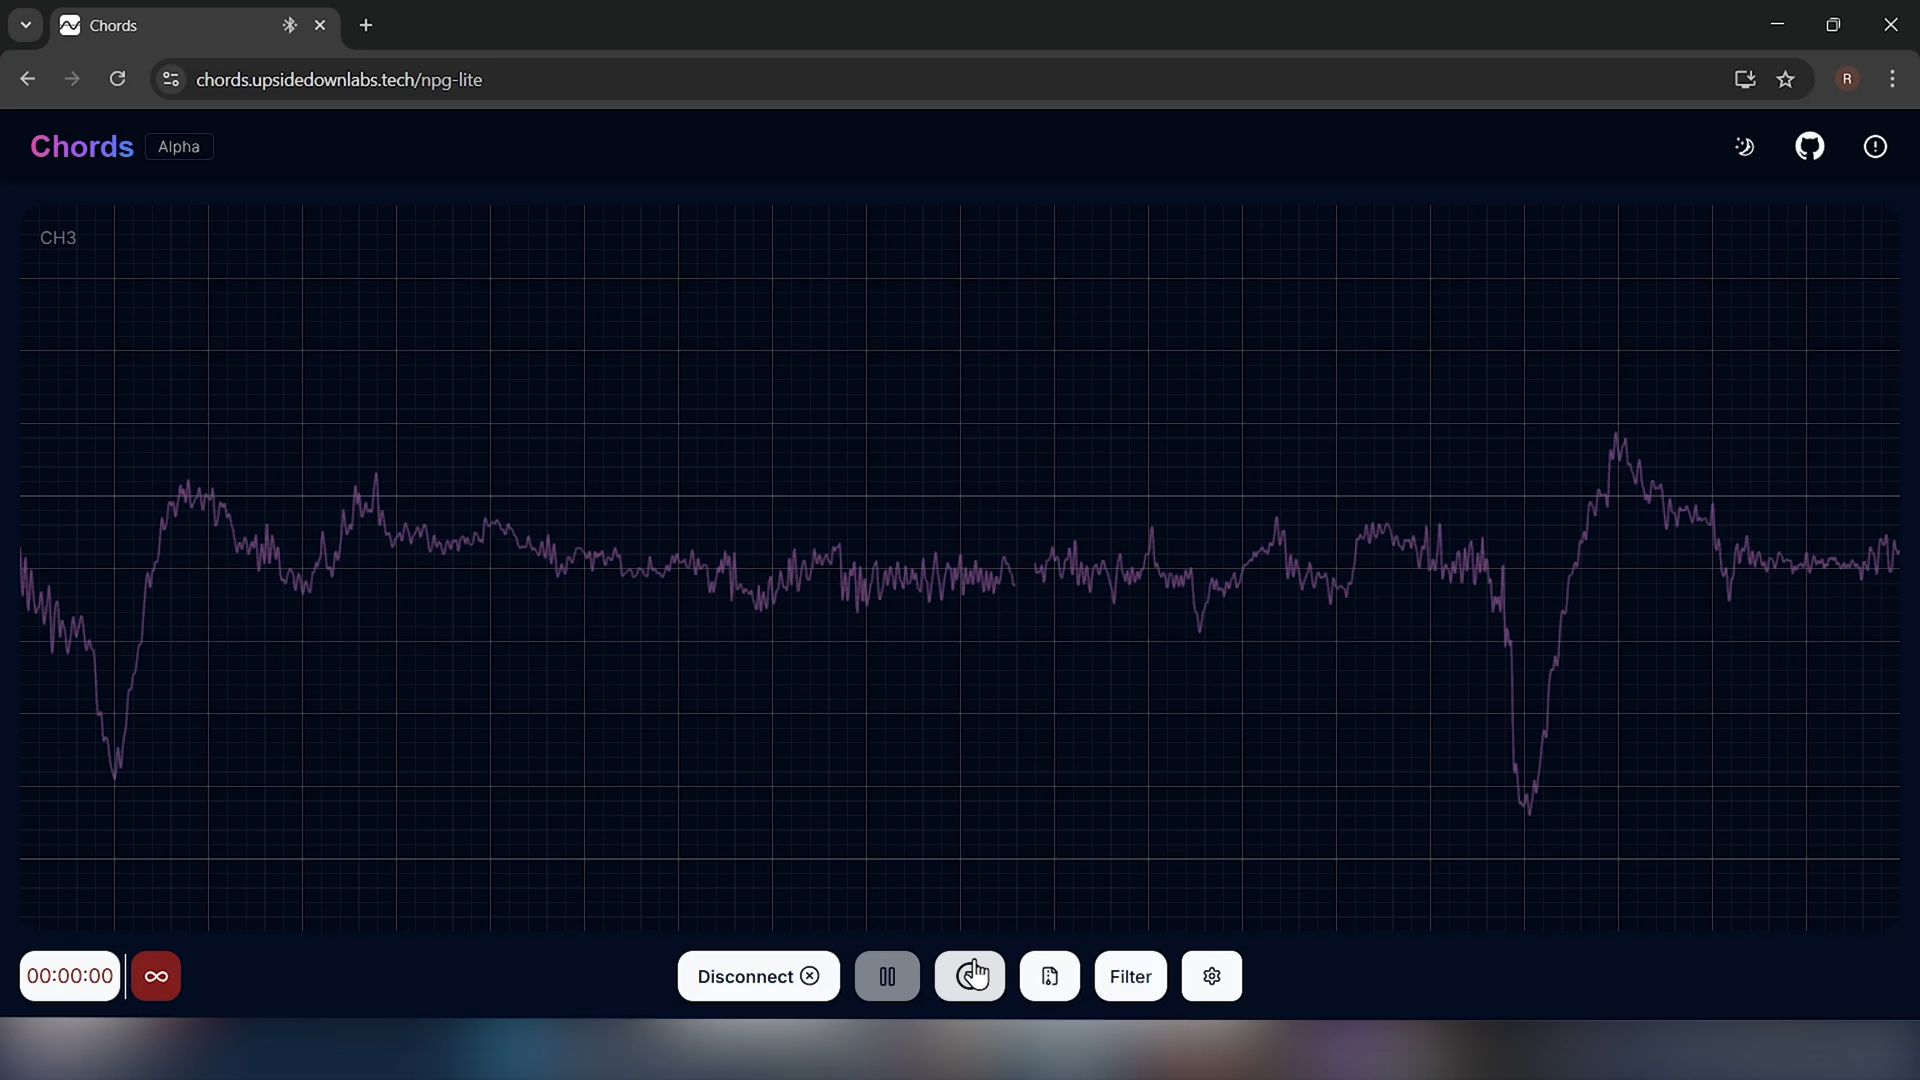 Chords
chords.upsidedownlabs.tech/npg-lite
R
Chords
Alpha
CH3
00:00:00
Disconnect
Filter